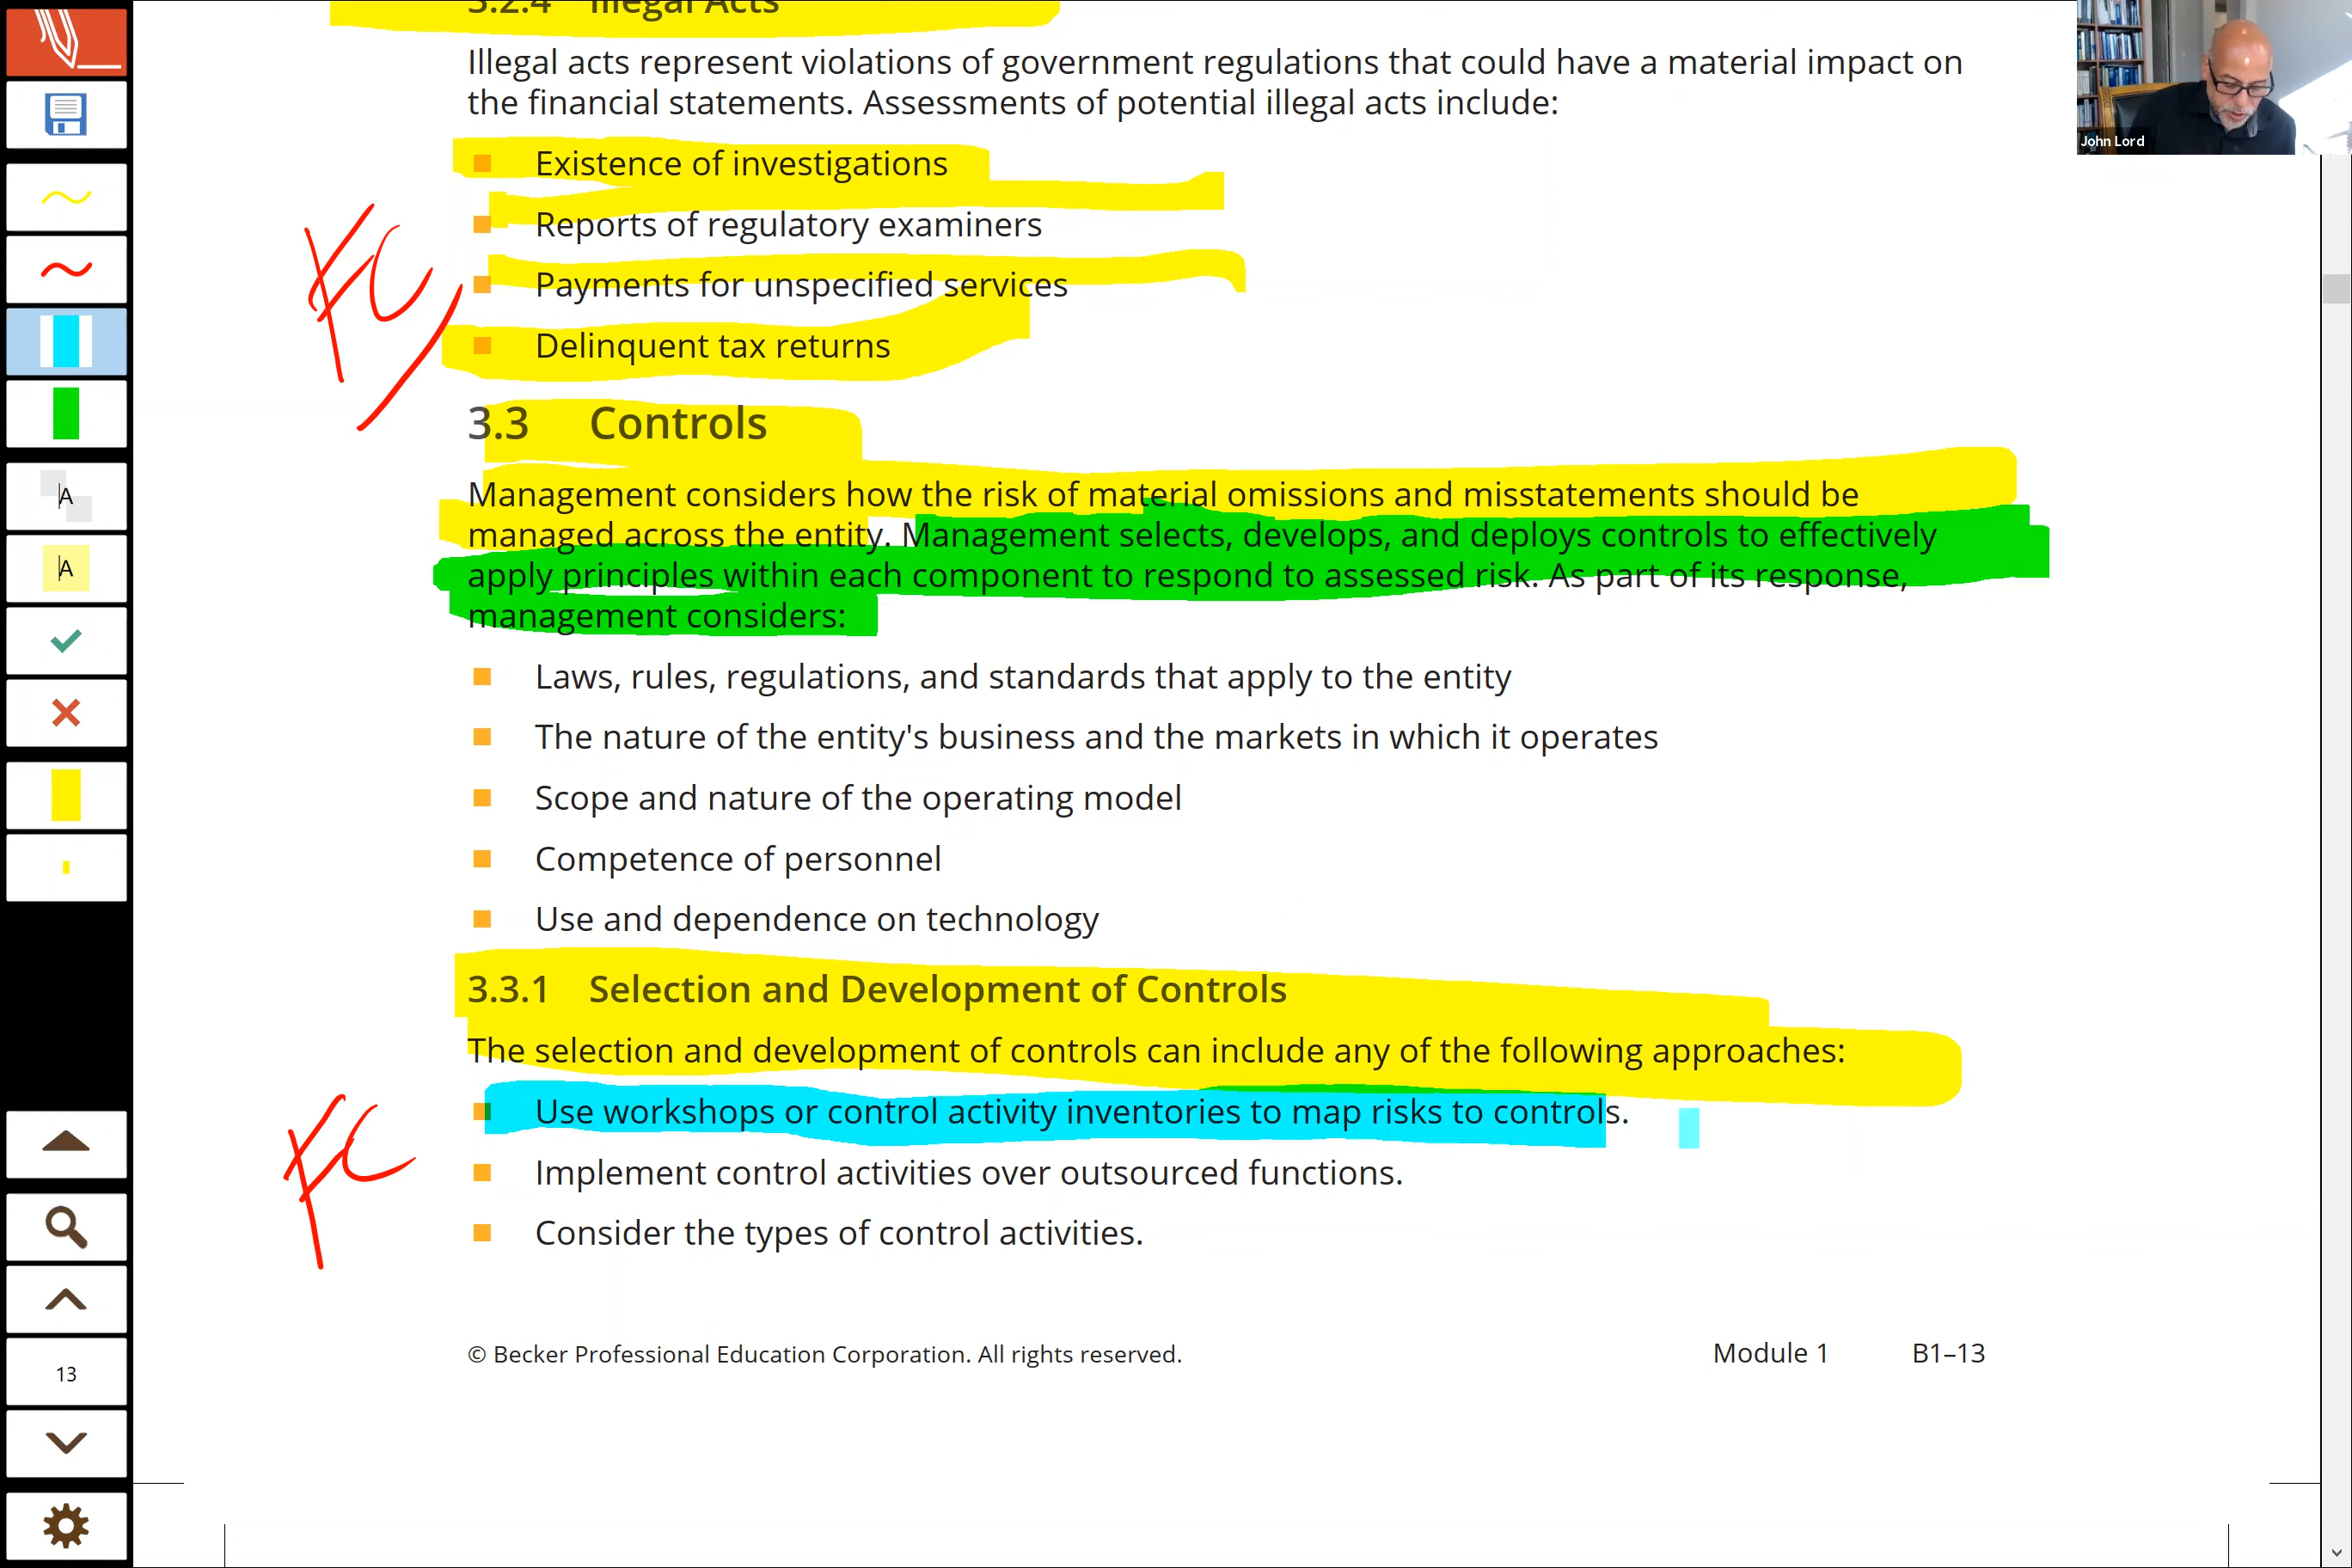 3.2.4 Illegal Acts
Illegal acts represent violations of government regulations that could have a material impact on
the financial statements. Assessments of potential illegal acts include:
Existence of investigations
Reports of regulatory examiners
Payments for unspecified services
Delinquent tax returns
FC
3.3 Controls
Management considers how the risk of material omissions and misstatements should be
managed across the entity. Management selects, develops, and deploys controls to effectively
apply principles within each component to respond to assessed risk. As part of its response,
management considers:
Laws, rules, regulations, and standards that apply to the entity
The nature of the entity's business and the markets in which it operates
Scope and nature of the operating model
Competence of personnel
Use and dependence on technology
3.3.1 Selection and Development of Controls
The selection and development of controls can include any of the following approaches:
Use workshops or control activity inventories to map risks to controls.
Implement control activities over outsourced functions.
Consider the types of control activities.
FC
© Becker Professional Education Corporation. All rights reserved.
Module 1 B1–13
John Lord
A
A
13